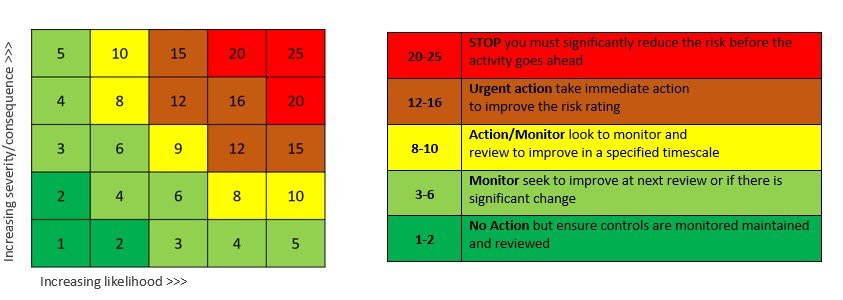 Increasing severity/consequence >>>
5 10 15 20 25
4 8 12 16 20
3 6 9 12 15
2 4 6 8 10
1 2 3 4 5
Increasing likelihood >>>
20-25
STOP you must significantly reduce the risk before the
activity goes ahead
12-16
Urgent action take immediate action
to improve the risk rating
8-10
Action/Monitor look to monitor and
review to improve in a specified timescale
3-6
Monitor seek to improve at next review or if there is
significant change
1-2
No Action but ensure controls are monitored maintained
and reviewed